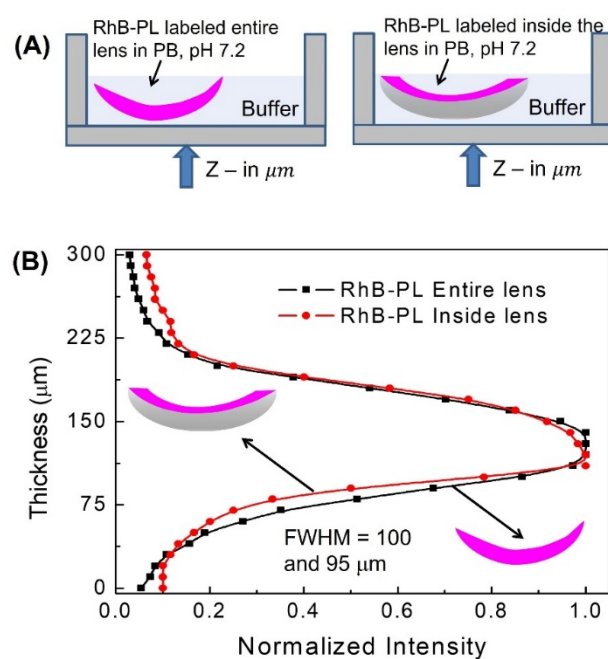 (A)
RhB-PL labeled entire
lens in PB, pH 7.2
Buffer
Z – in μm
RhB-PL labeled inside the
lens in PB, pH 7.2
Buffer
Z – in μm
(B)
RhB-PL Entire lens
RhB-PL Inside lens
FWHM = 100
and 95 μm
Thickness (μm)
300
225
150
75
0
0.0 0.2 0.4 0.6 0.8 1.0
Normalized Intensity